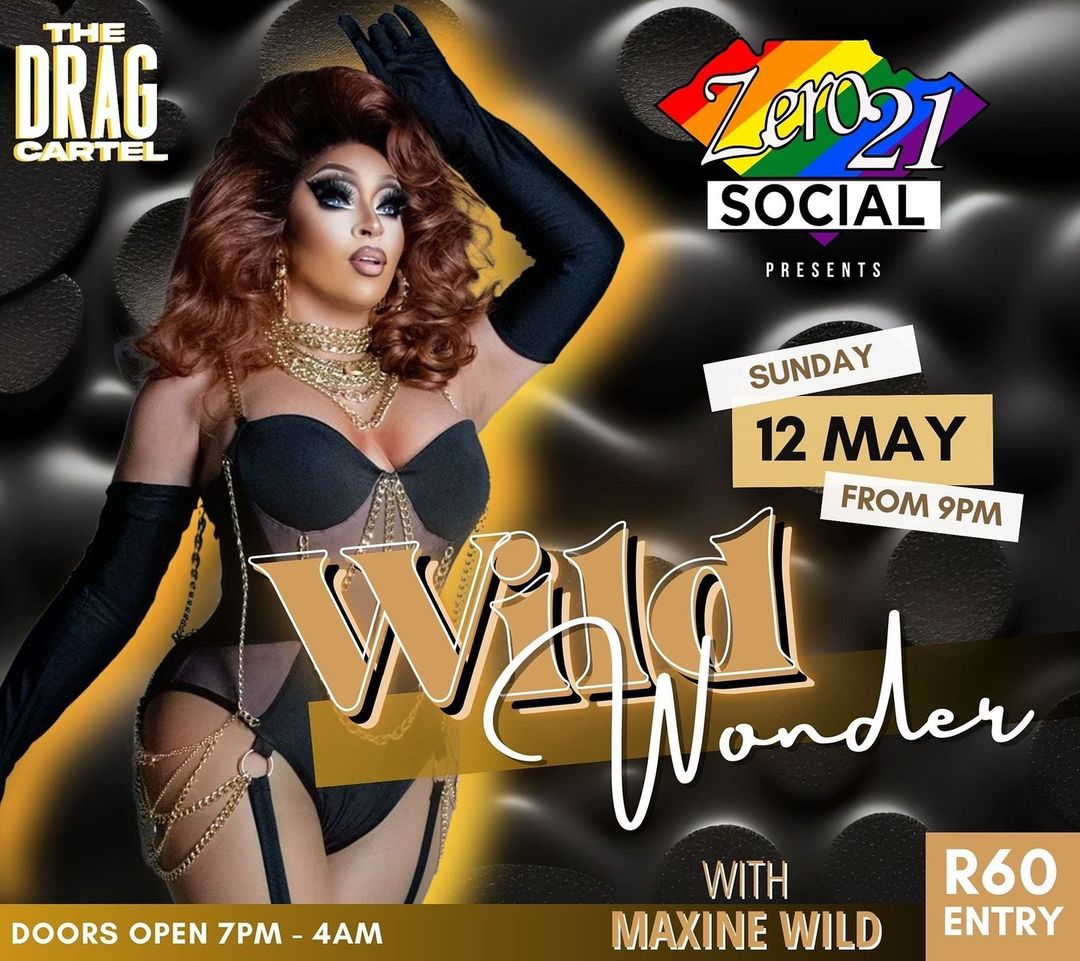 THE
DRAG
CARTEL
Zero21
SOCIAL
PRESENTS
SUNDAY
12 MAY
FROM 9PM
Wild
Wonder
WITH
MAXINE WILD
R60
ENTRY
DOORS OPEN 7PM - 4AM